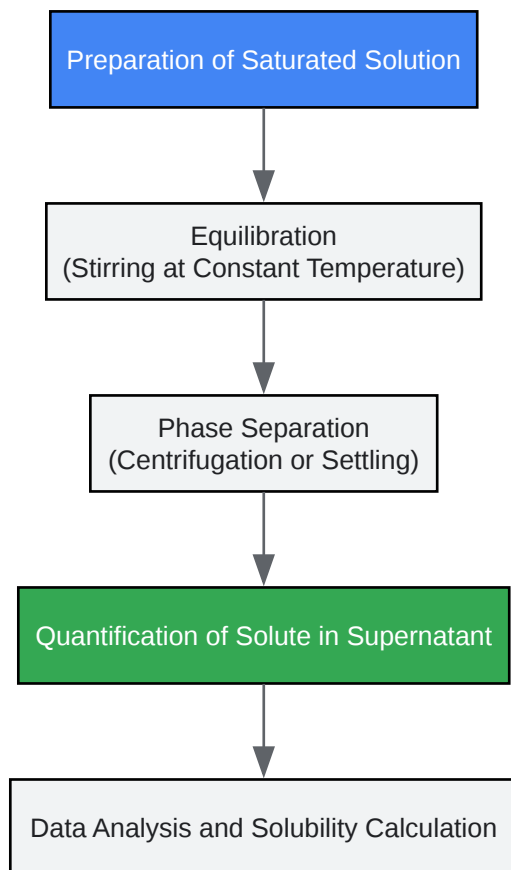 Preparation of Saturated Solution
Equilibration
(Stirring at Constant Temperature)
Phase Separation
(Centrifugation or Settling)
Quantification of Solute in Supernatant
Data Analysis and Solubility Calculation